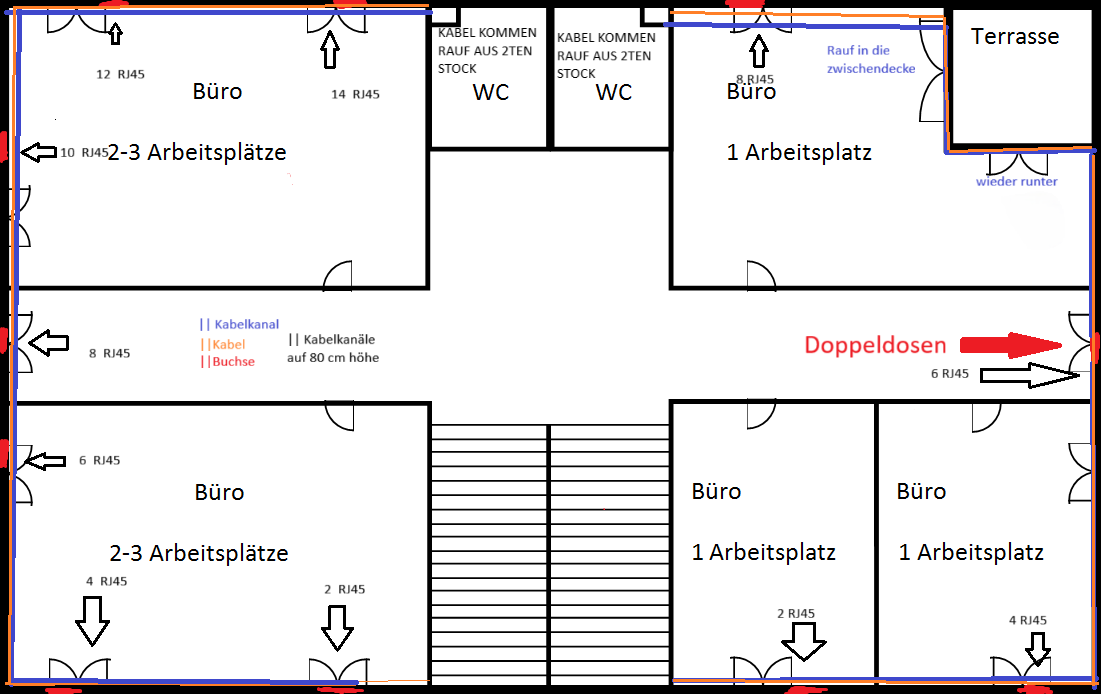 KABEL KOMMEN
RAUF AUS 2TEN
STOCK
WC
KABEL KOMMEN
RAUF AUS 2TEN
STOCK
WC
Rauf in die
zwischendecke
Terrasse
12 RJ45
14 RJ45
8 RJ45
Büro
Büro
10 RJ45
2-3 Arbeitsplätze
1 Arbeitsplatz
wieder runter
|| Kabelkanal
||Kabel
||Buchse
|| Kabelkanäle
auf 80 cm höhe
8 RJ45
Doppeldosen
6 RJ45
6 RJ45
Büro
2-3 Arbeitsplätze
4 RJ45
2 RJ45
Büro
1 Arbeitsplatz
2 RJ45
Büro
1 Arbeitsplatz
4 RJ45